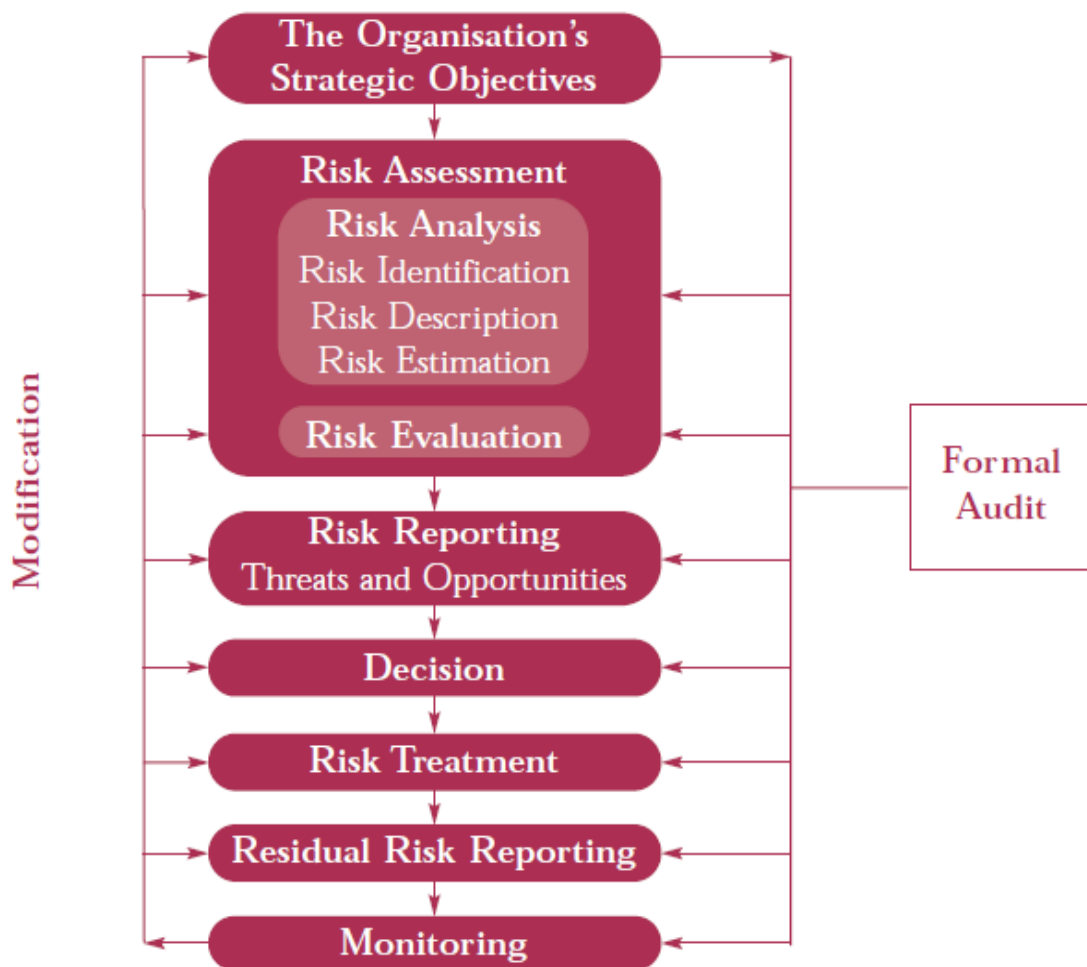 The Organisation's
Strategic Objectives
Risk Assessment
Risk Analysis
Risk Identification
Risk Description
Risk Estimation
Risk Evaluation
Risk Reporting
Threats and Opportunities
Decision
Risk Treatment
Residual Risk Reporting
Monitoring
Modification
Formal
Audit